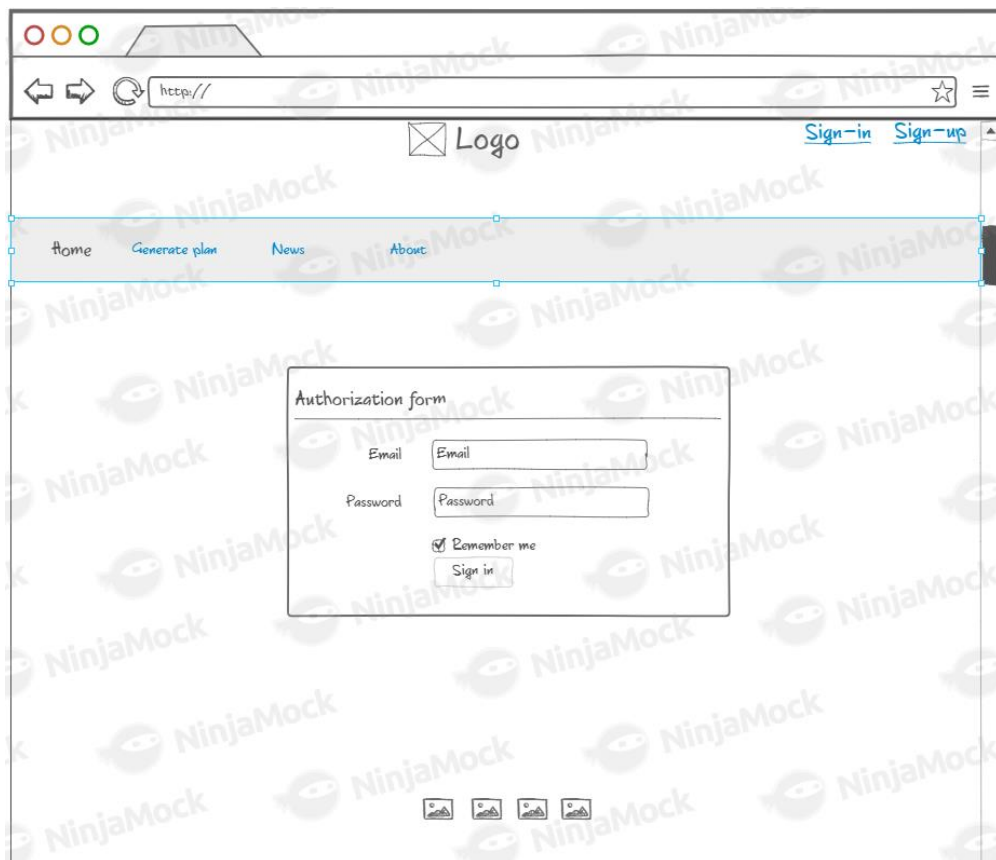 http://
Logo
Sign-in Sign-up
Home Generate plan News About
Authorization form
Email Email
Password Password
Remember me
Sign in
NinjaMock